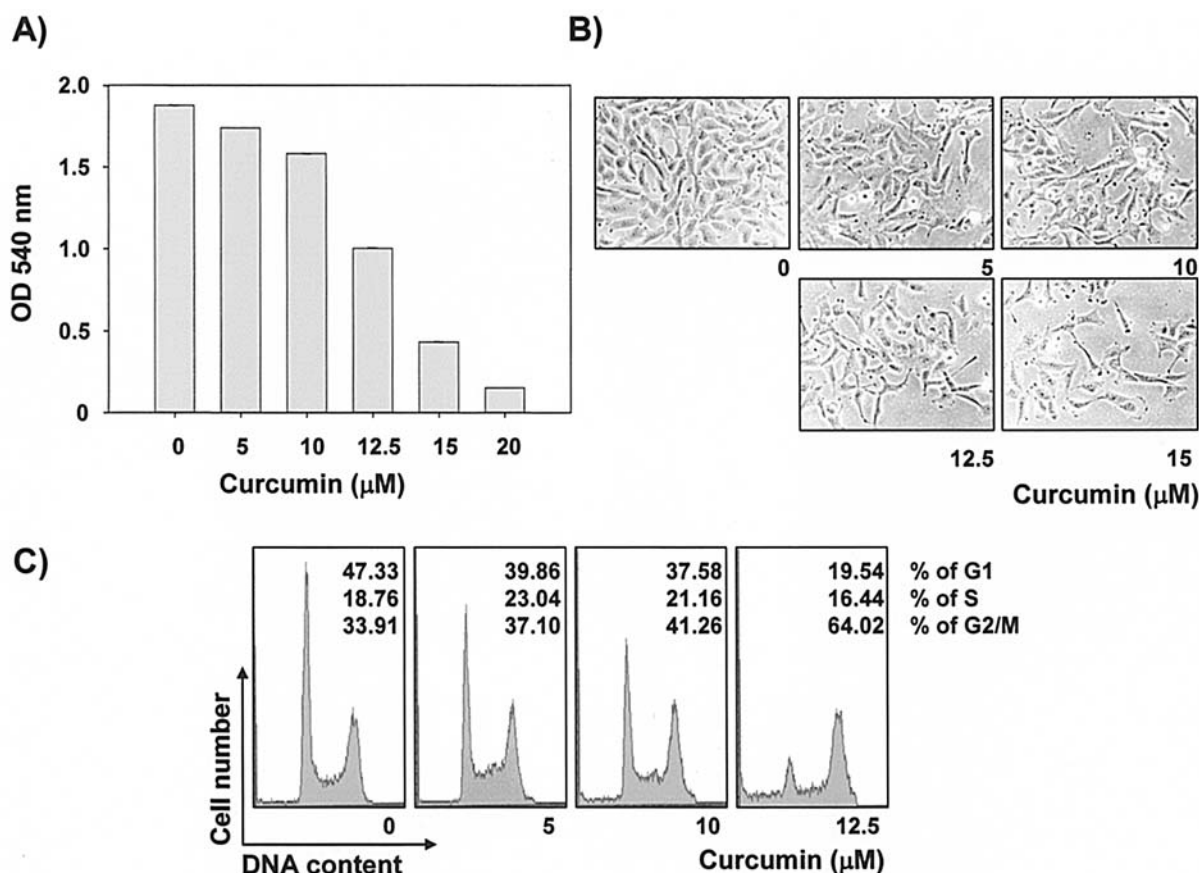 A)
2.0
1.5
1.0
0.5
0
OD 540 nm
0 5 10 12.5 15 20
Curcumin (μM)
B)
0 5 10
12.5 15
Curcumin (μM)
C)
47.33 39.86 37.58 19.54 % of G1
18.76 23.04 21.16 16.44 % of S
33.91 37.10 41.26 64.02 % of G2/M
Cell number
0 5 10 12.5
DNA content Curcumin (μM)